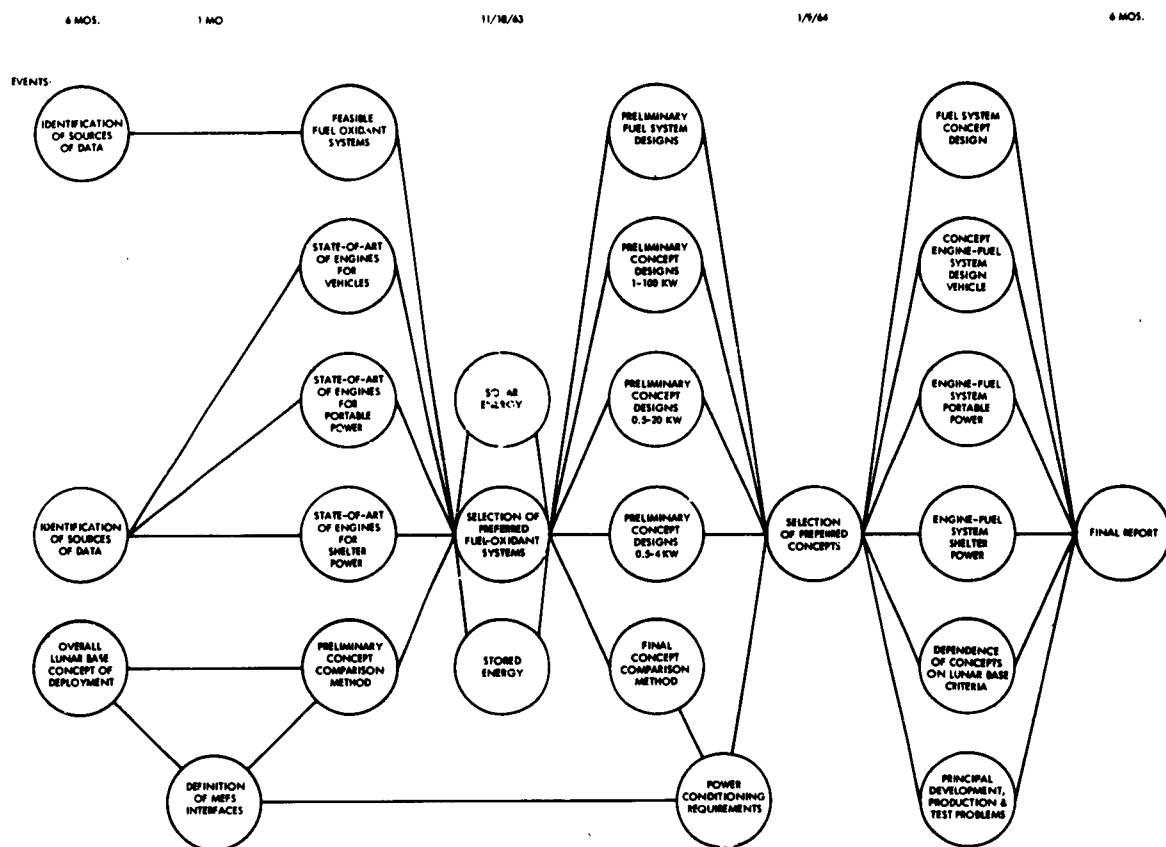 6 MOS.
1 MO
11/18/63
1/9/64
6 MOS.
EVENTS
IDENTIFICATION
OF SOURCES
OF DATA
FEASIBLE
FUEL OXIDANT
SYSTEMS
PRELIMINARY
FUEL SYSTEM
DESIGNS
FUEL SYSTEM
CONCEPT
DESIGN
STATE-OF-ART
OF ENGINES
FOR
VEHICLES
PRELIMINARY
CONCEPT
DESIGNS
1-100 KW
CONCEPT
ENGINE-FUEL
SYSTEM
DESIGN
VEHICLE
STATE-OF-ART
OF ENGINES
FOR
PORTABLE
POWER
SOLAR
ENERGY
PRELIMINARY
CONCEPT
DESIGNS
0.5-20 KW
ENGINE-FUEL
SYSTEM
PORTABLE
POWER
IDENTIFICATION
OF SOURCES
OF DATA
STATE-OF-ART
OF ENGINES
FOR
SHELTER
POWER
SELECTION OF
PREFERRED
FUEL-OXIDANT
SYSTEMS
PRELIMINARY
CONCEPT
DESIGNS
0.5-4 KW
SELECTION
OF PREFERRED
CONCEPTS
ENGINE-FUEL
SYSTEM
SHELTER
POWER
FINAL REPORT
OVERALL
LUNAR BASE
CONCEPT OF
DEPLOYMENT
PRELIMINARY
CONCEPT
COMPARISON
METHOD
STORED
ENERGY
FINAL
CONCEPT
COMPARISON
METHOD
DEPENDENCE
OF CONCEPTS
ON LUNAR BASE
CRITERIA
DEFINITION
OF MEFS
INTERFACES
POWER
CONDITIONING
REQUIREMENTS
PRINCIPAL
DEVELOPMENT,
PRODUCTION &
TEST PROBLEMS